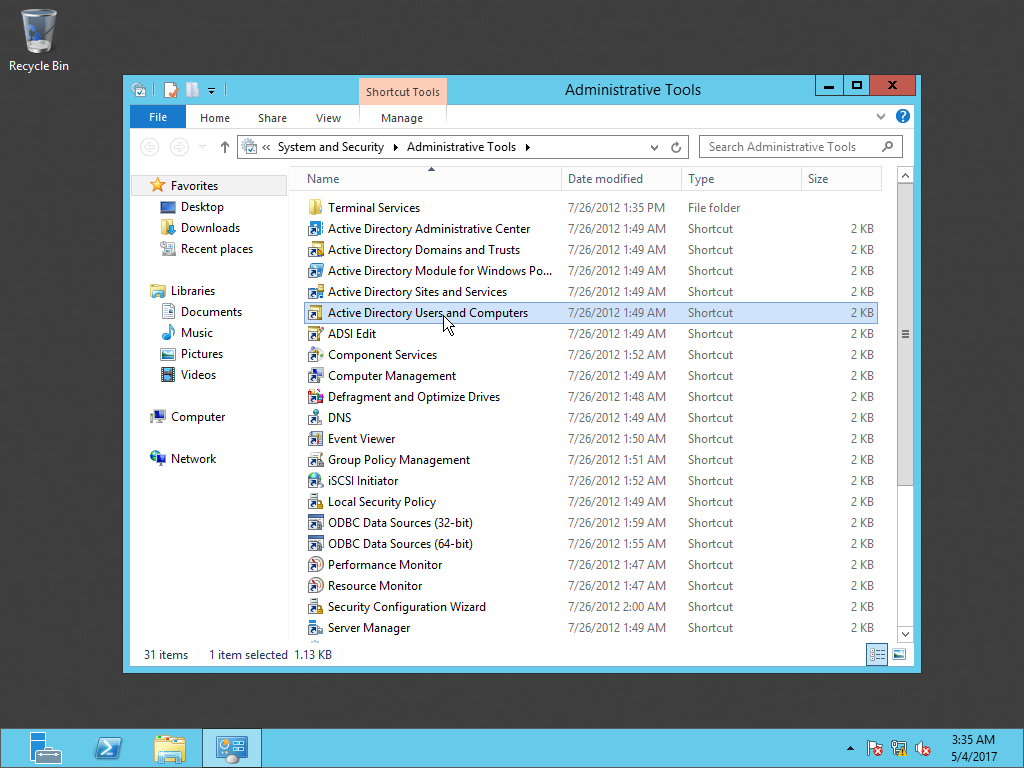 Recycle Bin
Shortcut Tools
Administrative Tools
File Home Share View Manage
« System and Security Administrative Tools
Search Administrative Tools
Favorites
Desktop
Downloads
Recent places
Libraries
Documents
Music
Pictures
Videos
Computer
Network
Name Date modified Type Size
Terminal Services 7/26/2012 1:35 PM File folder
Active Directory Administrative Center 7/26/2012 1:49 AM Shortcut 2 KB
Active Directory Domains and Trusts 7/26/2012 1:49 AM Shortcut 2 KB
Active Directory Module for Windows Po... 7/26/2012 1:49 AM Shortcut 2 KB
Active Directory Sites and Services 7/26/2012 1:49 AM Shortcut 2 KB
Active Directory Users and Computers 7/26/2012 1:49 AM Shortcut 2 KB
ADSI Edit 7/26/2012 1:49 AM Shortcut 2 KB
Component Services 7/26/2012 1:52 AM Shortcut 2 KB
Computer Management 7/26/2012 1:49 AM Shortcut 2 KB
Defragment and Optimize Drives 7/26/2012 1:48 AM Shortcut 2 KB
DNS 7/26/2012 1:49 AM Shortcut 2 KB
Event Viewer 7/26/2012 1:50 AM Shortcut 2 KB
Group Policy Management 7/26/2012 1:51 AM Shortcut 2 KB
iSCSI Initiator 7/26/2012 1:52 AM Shortcut 2 KB
Local Security Policy 7/26/2012 1:49 AM Shortcut 2 KB
ODBC Data Sources (32-bit) 7/26/2012 1:59 AM Shortcut 2 KB
ODBC Data Sources (64-bit) 7/26/2012 1:55 AM Shortcut 2 KB
Performance Monitor 7/26/2012 1:47 AM Shortcut 2 KB
Resource Monitor 7/26/2012 1:47 AM Shortcut 2 KB
Security Configuration Wizard 7/26/2012 2:00 AM Shortcut 2 KB
Server Manager 7/26/2012 1:49 AM Shortcut 2 KB
31 items 1 item selected 1.13 KB
3:35 AM
5/4/2017